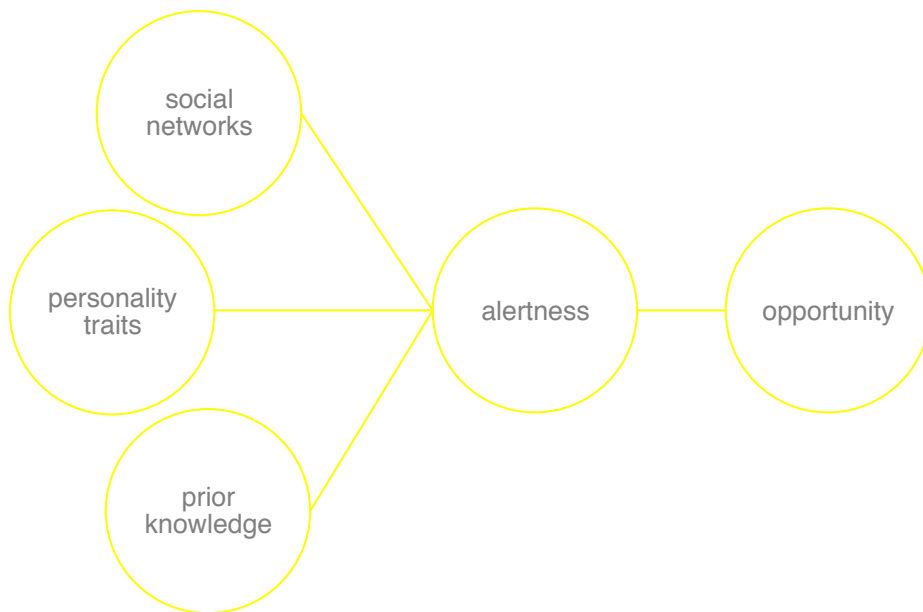 social
networks
personality
traits
alertness
opportunity
prior
knowledge